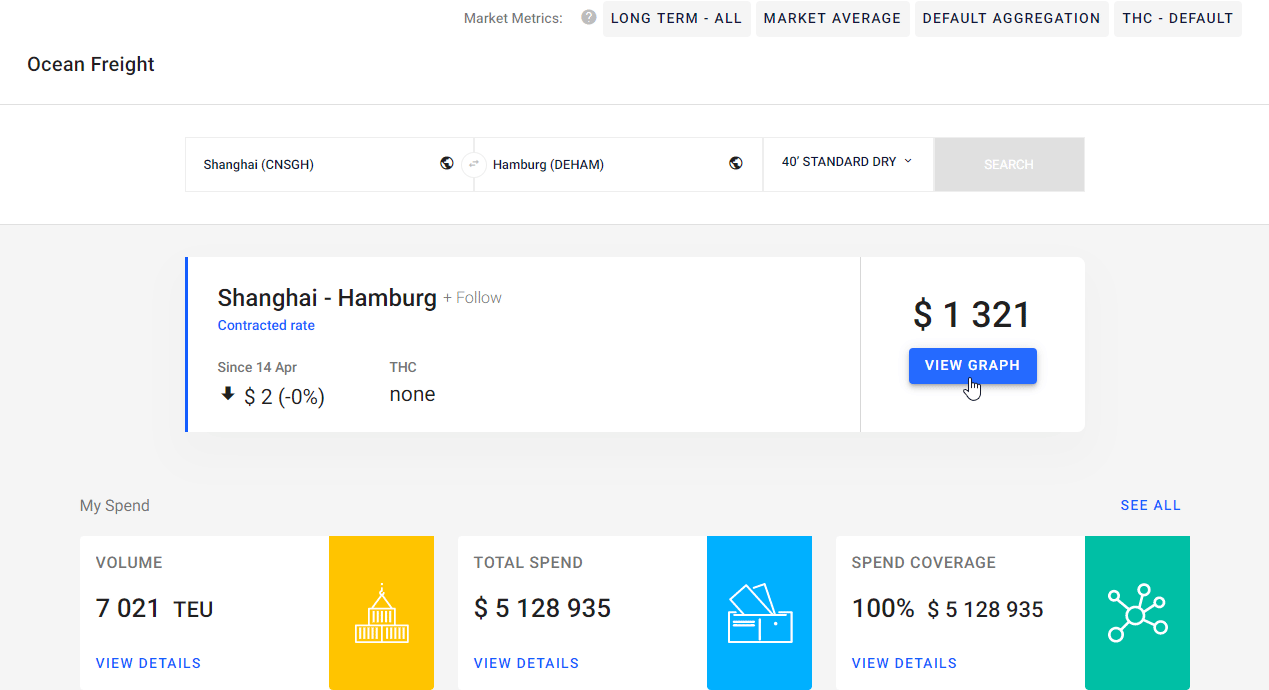 Market Metrics: ? LONG TERM - ALL MARKET AVERAGE DEFAULT AGGREGATION THC - DEFAULT
Ocean Freight
Shanghai (CNSGH) Hamburg (DEHAM) 40' STANDARD DRY SEARCH
Shanghai - Hamburg + Follow
Contracted rate
$ 1 321
Since 14 Apr THC
VIEW GRAPH
$ 2 (-0%) none
My Spend SEE ALL
VOLUME TOTAL SPEND SPEND COVERAGE
7 021 TEU $ 5 128 935 100% $ 5 128 935
VIEW DETAILS VIEW DETAILS VIEW DETAILS